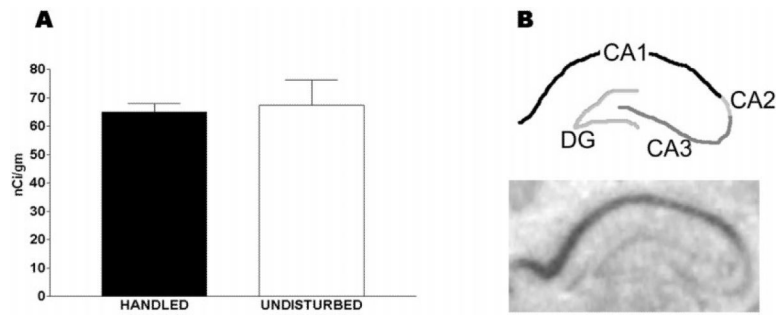 A
80
70
60
50
40
30
20
10
0
nCi/gm
HANDLED
UNDISTURBED
B
CA1
CA2
DG
CA3